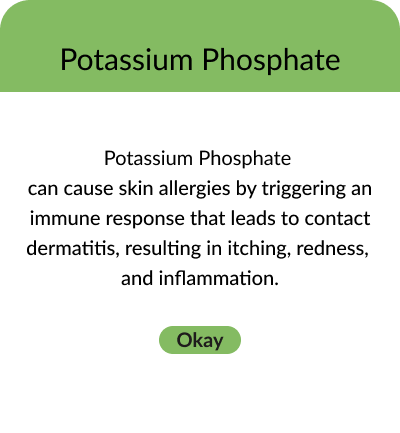 Potassium Phosphate
Potassium Phosphate
can cause skin allergies by triggering an
immune response that leads to contact
dermatitis, resulting in itching, redness,
and inflammation.
Okay